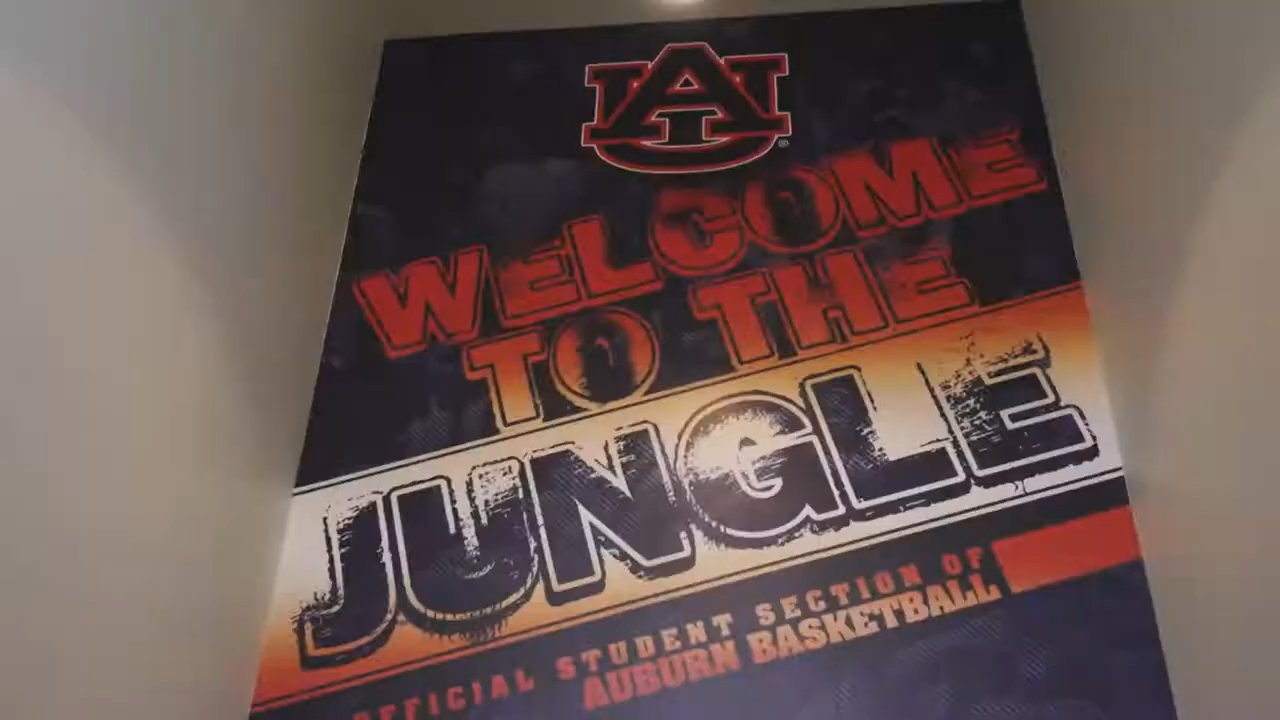 AU
WELCOME
TO THE
JUNGLE
OFFICIAL STUDENT SECTION OF
AUBURN BASKETBALL